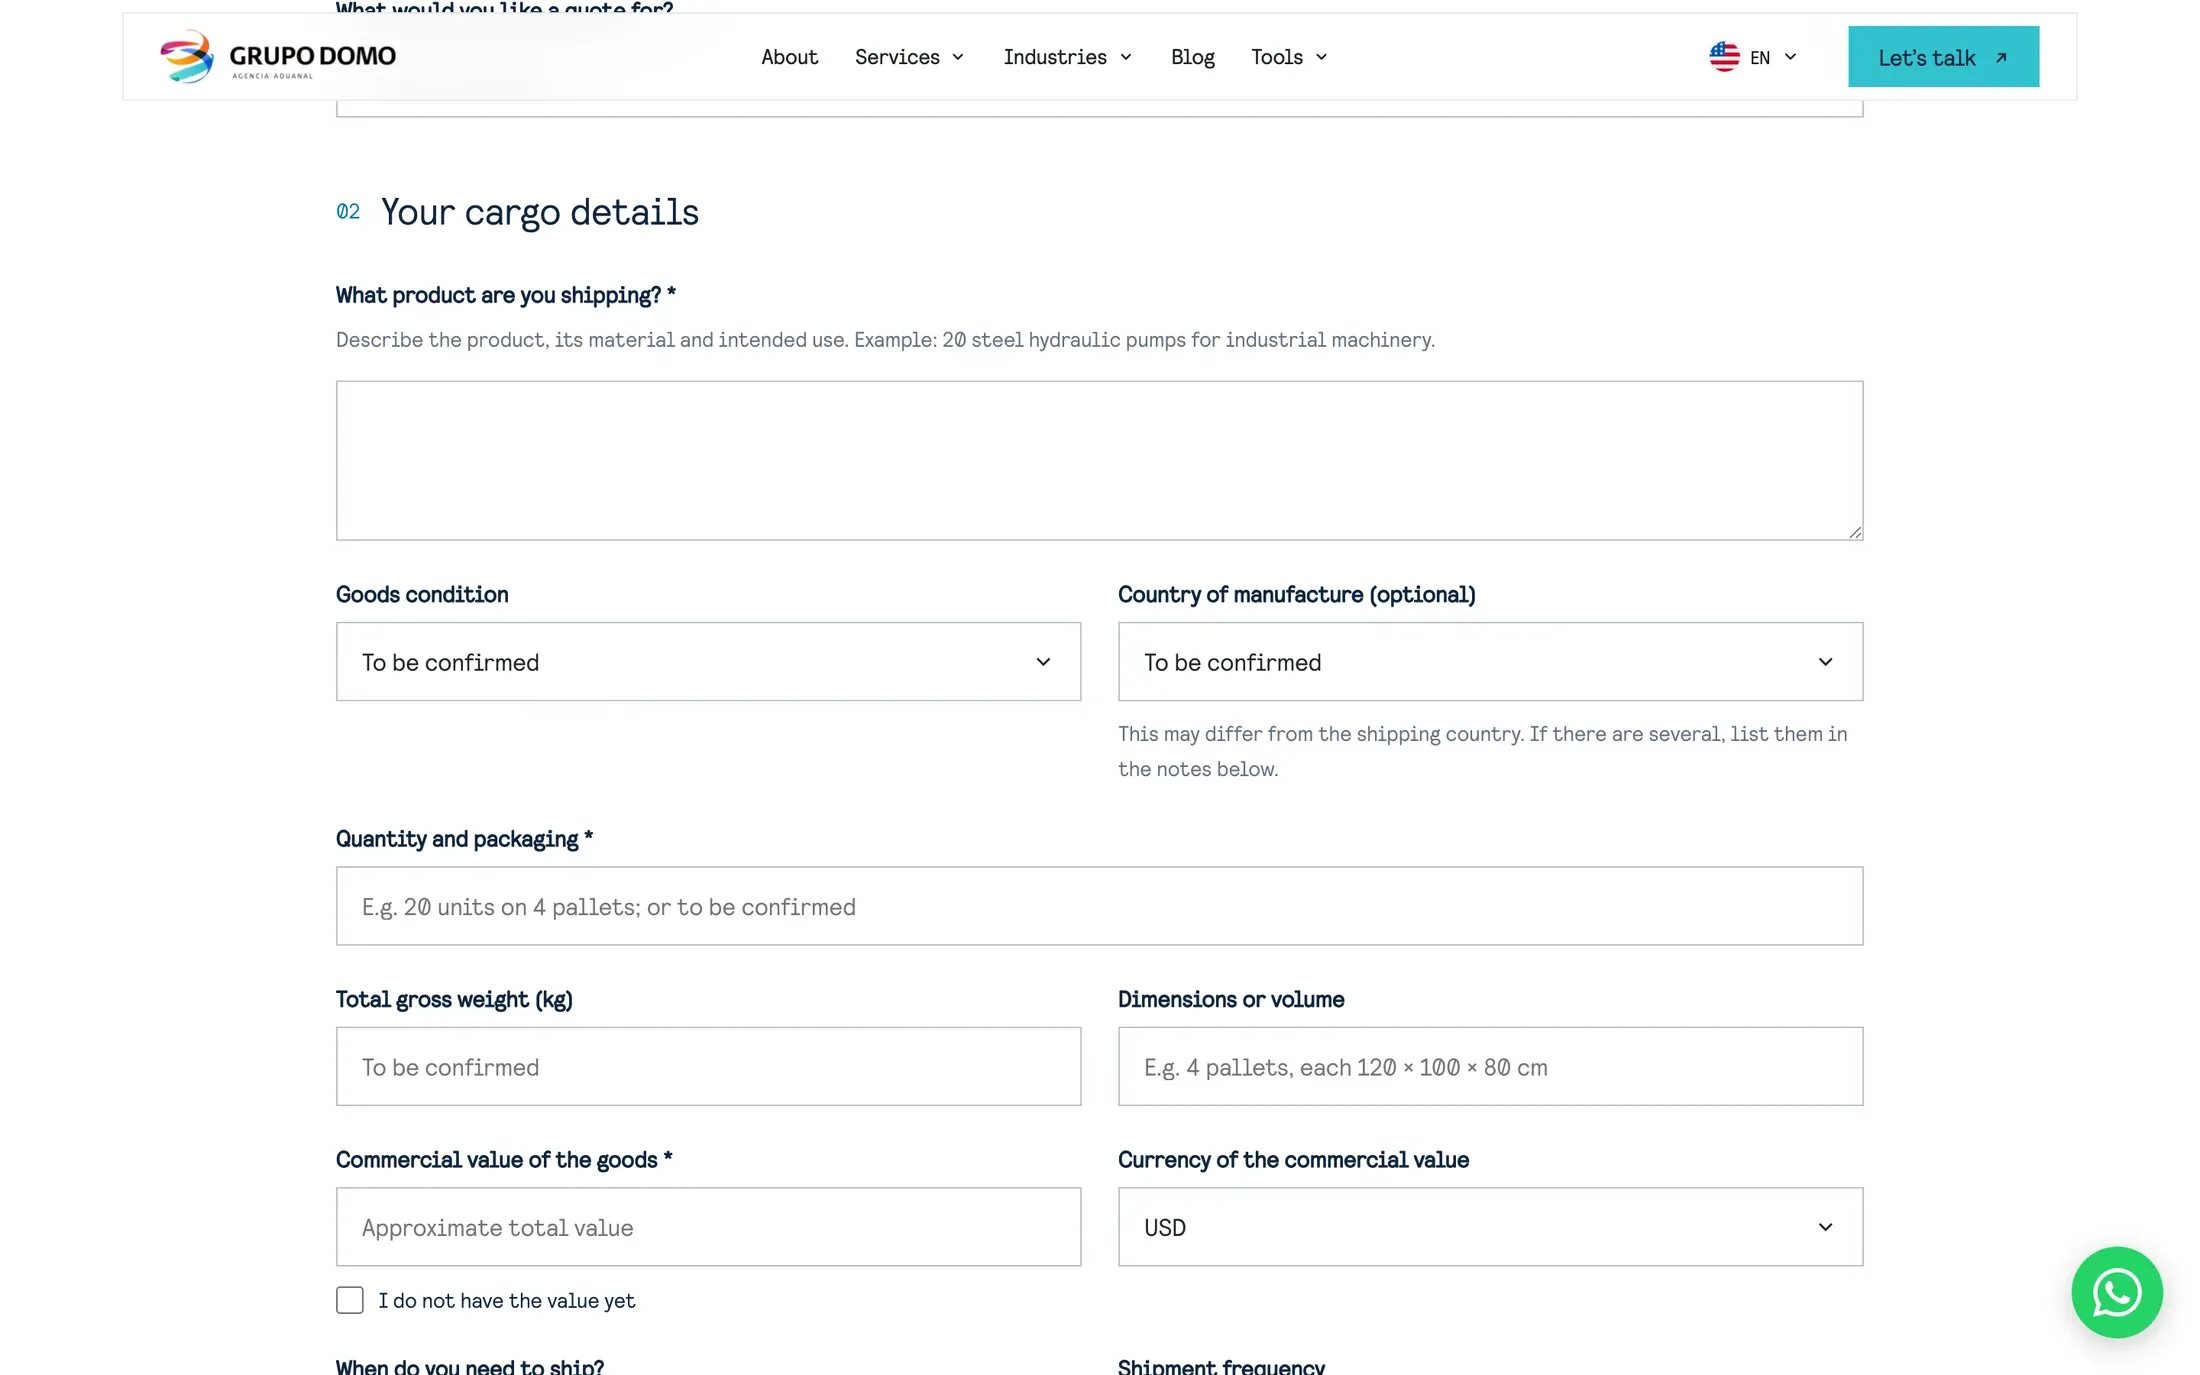 What would you like a quote for?
GRUPO DOMO
AGENCIA ADUANAL
About
Services
Industries
Blog
Tools
EN
Let's talk
02 Your cargo details
What product are you shipping? *
Describe the product, its material and intended use. Example: 20 steel hydraulic pumps for industrial machinery.
Goods condition
To be confirmed
Country of manufacture (optional)
To be confirmed
This may differ from the shipping country. If there are several, list them in
the notes below.
Quantity and packaging *
E.g. 20 units on 4 pallets; or to be confirmed
Total gross weight (kg)
To be confirmed
Dimensions or volume
E.g. 4 pallets, each 120 × 100 × 80 cm
Commercial value of the goods *
Approximate total value
I do not have the value yet
Currency of the commercial value
USD
When do you need to ship?
Shipment frequency